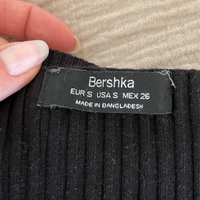 Bershka
EUR S USA S MEX 26
MADE IN BANGLADESH